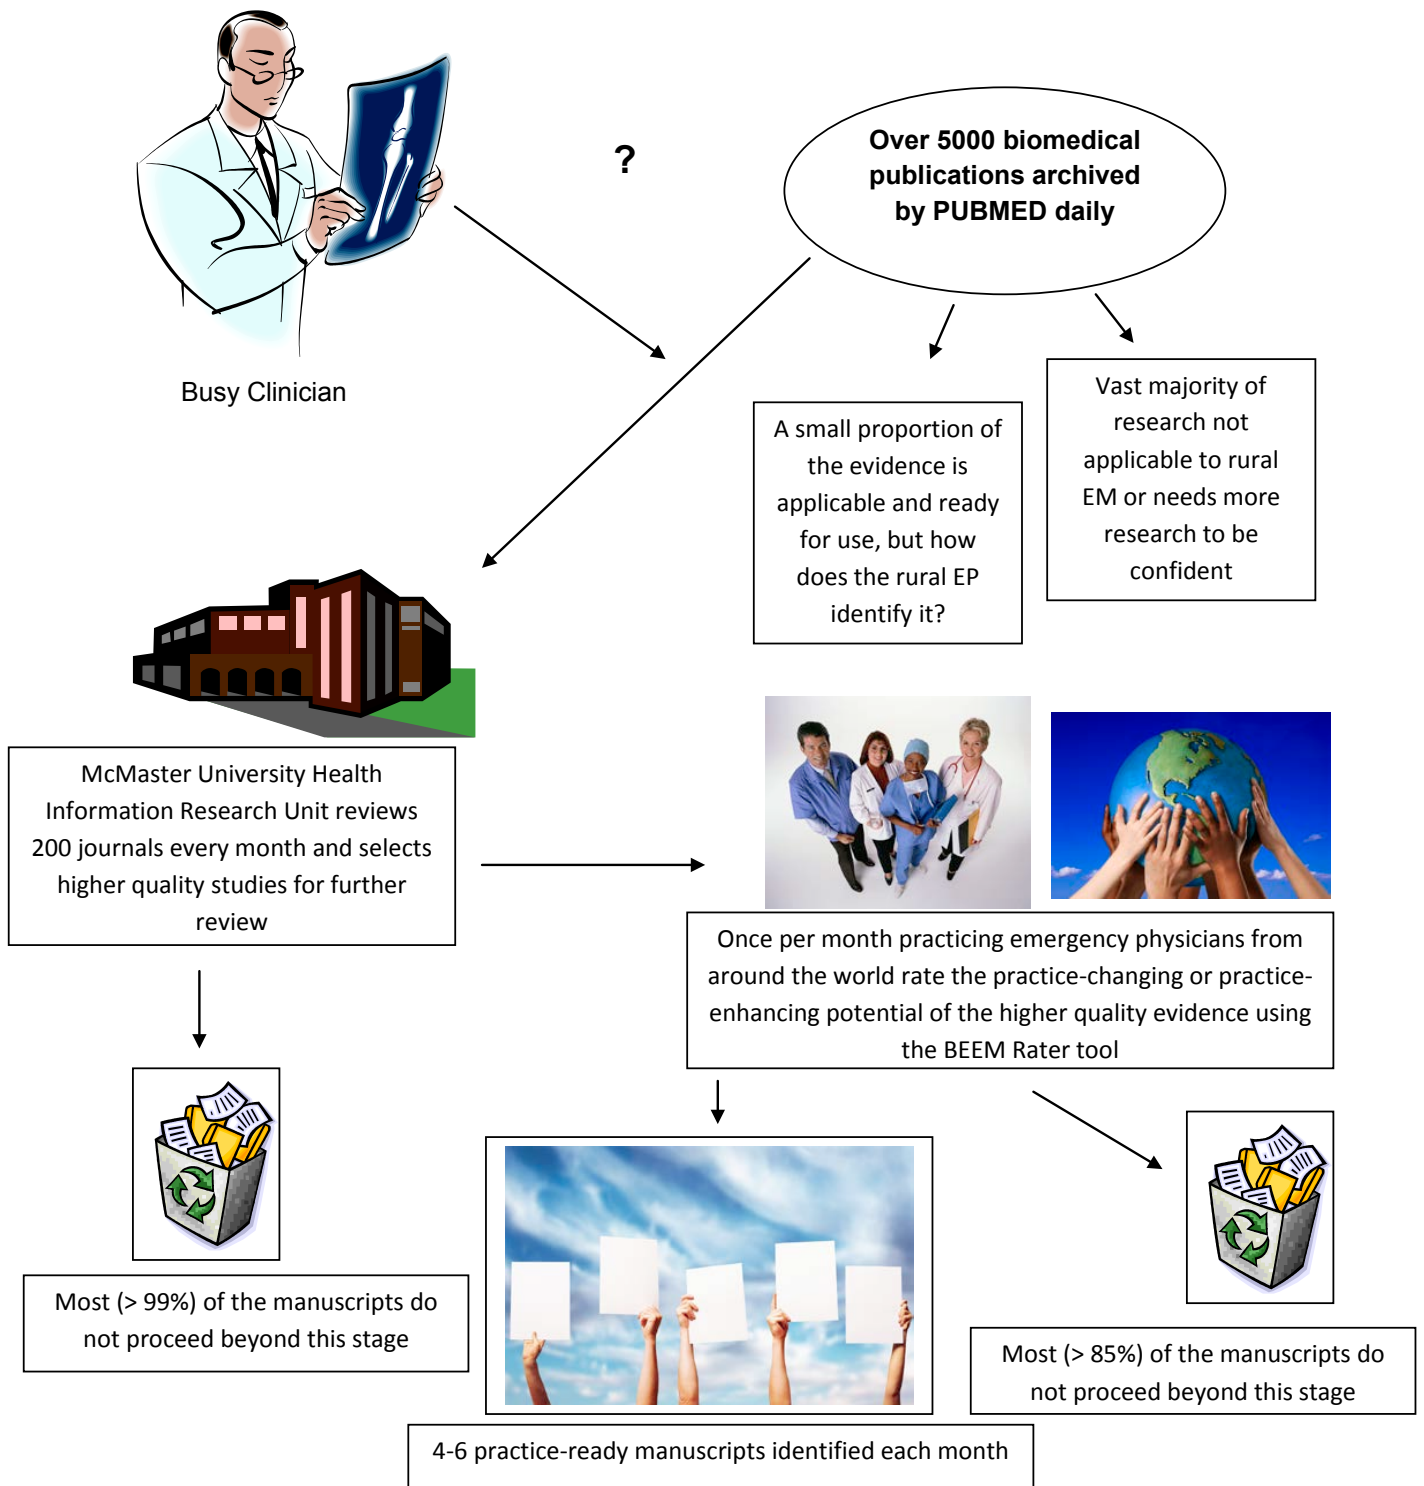 ?
Over 5000 biomedical
publications archived
by PUBMED daily
Busy Clinician
A small proportion of
the evidence is
applicable and ready
for use, but how
does the rural EP
identify it?
Vast majority of
research not
applicable to rural
EM or needs more
research to be
confident
McMaster University Health
Information Research Unit reviews
200 journals every month and selects
higher quality studies for further
review
Once per month practicing emergency physicians from
around the world rate the practice-changing or practice-
enhancing potential of the higher quality evidence using
the BEEM Rater tool
Most (> 99%) of the manuscripts do
not proceed beyond this stage
Most (> 85%) of the manuscripts do
not proceed beyond this stage
4-6 practice-ready manuscripts identified each month